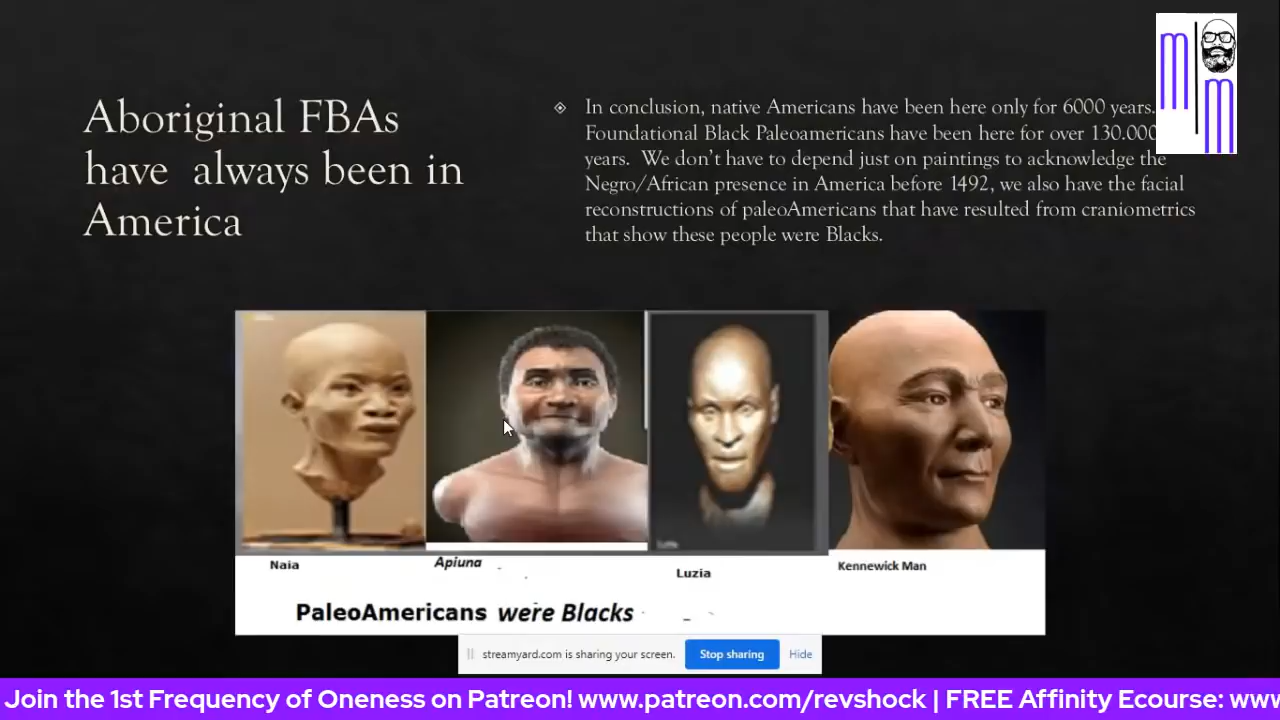 Aboriginal FBAs
have always been in
America
In conclusion, native Americans have been here only for 6000 years.
Foundational Black Paleoamericans have been here for over 130.000
years. We don't have to depend just on paintings to acknowledge the
Negro/African presence in America before 1492, we also have the facial
reconstructions of paleoAmericans that have resulted from craniometrics
that show these people were Blacks.
m
m
Naia
Apiuna
Luzia
Kennewick Man
PaleoAmericans were Blacks
streamyard.com is sharing your screen. Stop sharing Hide
Join the 1st Frequency of Oneness on Patreon! www.patreon.com/revshock | FREE Affinity Ecourse: www